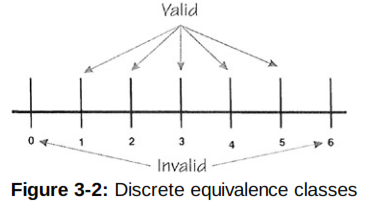 Valid
0 1 2 3 4 5 6
Invalid
Figure 3-2: Discrete equivalence classes